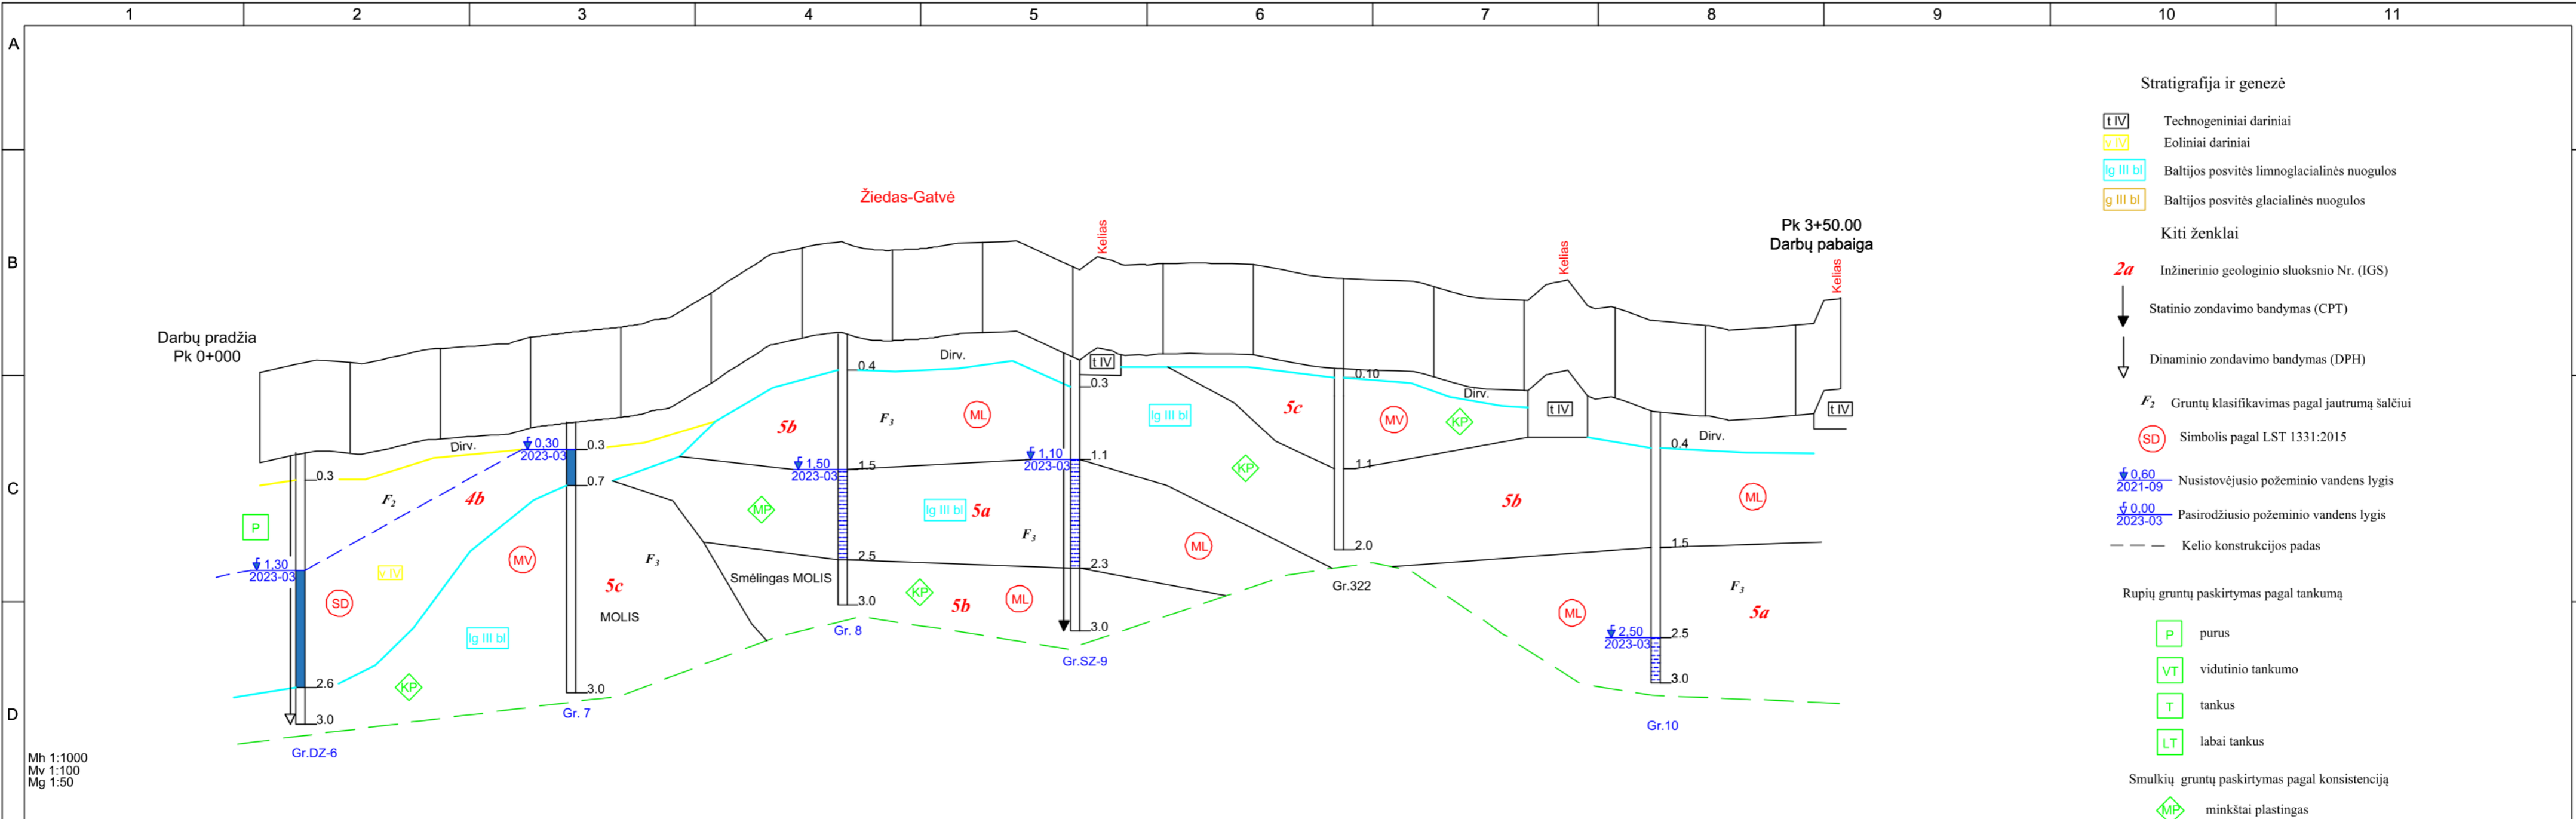 1 2 3 4 5 6 7 8 9 10 11
A
B
C
D
Žiedas-Gatvė
Darbų pradžia
Pk 0+000
Pk 3+50.00
Darbų pabaiga
Kelias
Kelias
Kelias
Dirv.
Dirv.
Dirv.
Dirv.
t IV
t IV
t IV
0.3
1,30
2023-03
2.6
3.0
Gr.DZ-6
P
SD
F2
4b
v IV
KP
0,30
2023-03
0.3
0.7
3.0
Gr. 7
MV
lg III bl
5c
MOLIS
F3
0.4
1,50
2023-03
1.5
2.5
3.0
Gr. 8
5b
F3
ML
MP
Smėlingas MOLIS
lg III bl
5a
F3
KP
5b
ML
0.3
1,10
2023-03
1.1
2.3
3.0
Gr.SZ-9
lg III bl
5c
KP
ML
0.10
1.1
2.0
Gr.322
MV
KP
5b
ML
0.4
1.5
2,50
2023-03
2.5
3.0
Gr.10
ML
F3
5a
Mh 1:1000
Mv 1:100
Mg 1:50
Stratigrafija ir genezė
t IV Technogeniniai dariniai
v IV Eoliniai dariniai
lg III bl Baltijos posvitės limnoglacialinės nuogulos
g III bl Baltijos posvitės glacialinės nuogulos
Kiti ženklai
2a Inžinerinio geologinio sluoksnio Nr. (IGS)
Statinio zondavimo bandymas (CPT)
Dinaminio zondavimo bandymas (DPH)
F2 Gruntų klasifikavimas pagal jautrumą šalčiui
SD Simbolis pagal LST 1331:2015
0,60
2021-09 Nusistovėjusio požeminio vandens lygis
0,00
2023-03 Pasirodžiusio požeminio vandens lygis
Kelio konstrukcijos padas
Rupių gruntų paskirtymas pagal tankumą
P purus
VT vidutinio tankumo
T tankus
LT labai tankus
Smulkių gruntų paskirtymas pagal konsistenciją
MP minkštai plastingas